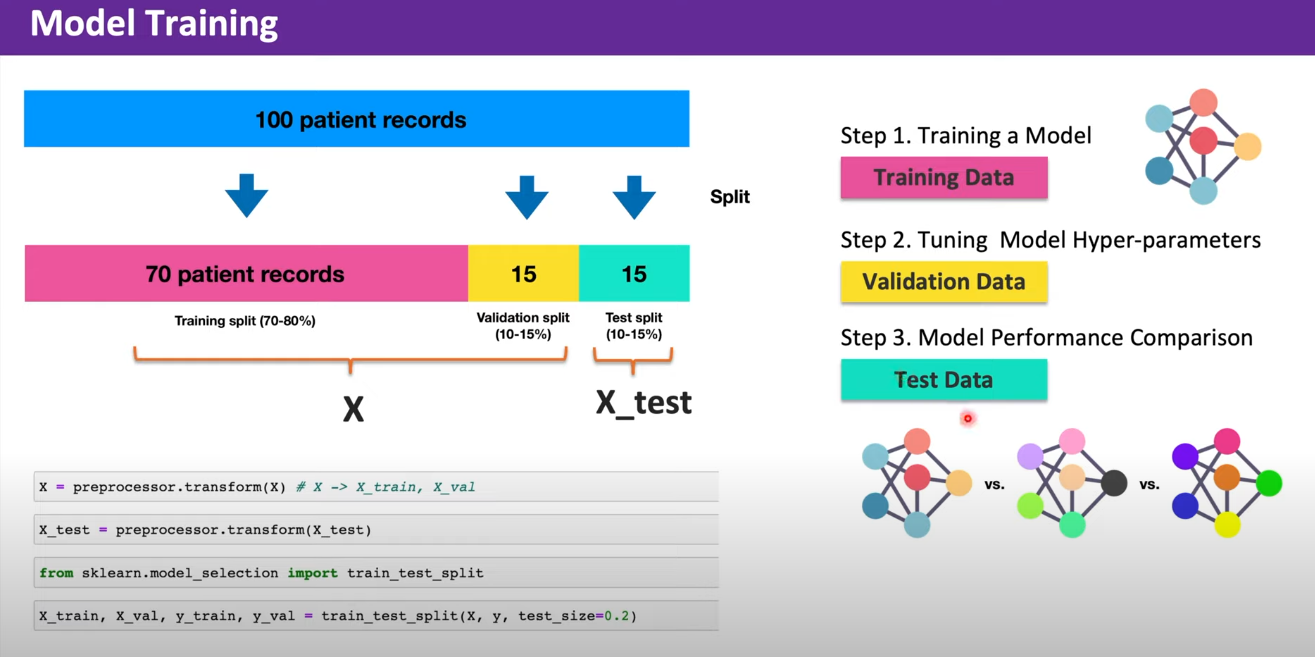 Model Training
100 patient records
Split
70 patient records
15
15
Training split (70-80%)
Validation split
(10-15%)
Test split
(10-15%)
X
X_test
X = preprocessor.transform(X) # X -> X_train, X_val
X_test = preprocessor.transform(X_test)
from sklearn.model_selection import train_test_split
X_train, X_val, y_train, y_val = train_test_split(X, y, test_size=0.2)
Step 1. Training a Model
Training Data
Step 2. Tuning  Model Hyper-parameters
Validation Data
Step 3. Model Performance Comparison
Test Data
vs.
vs.